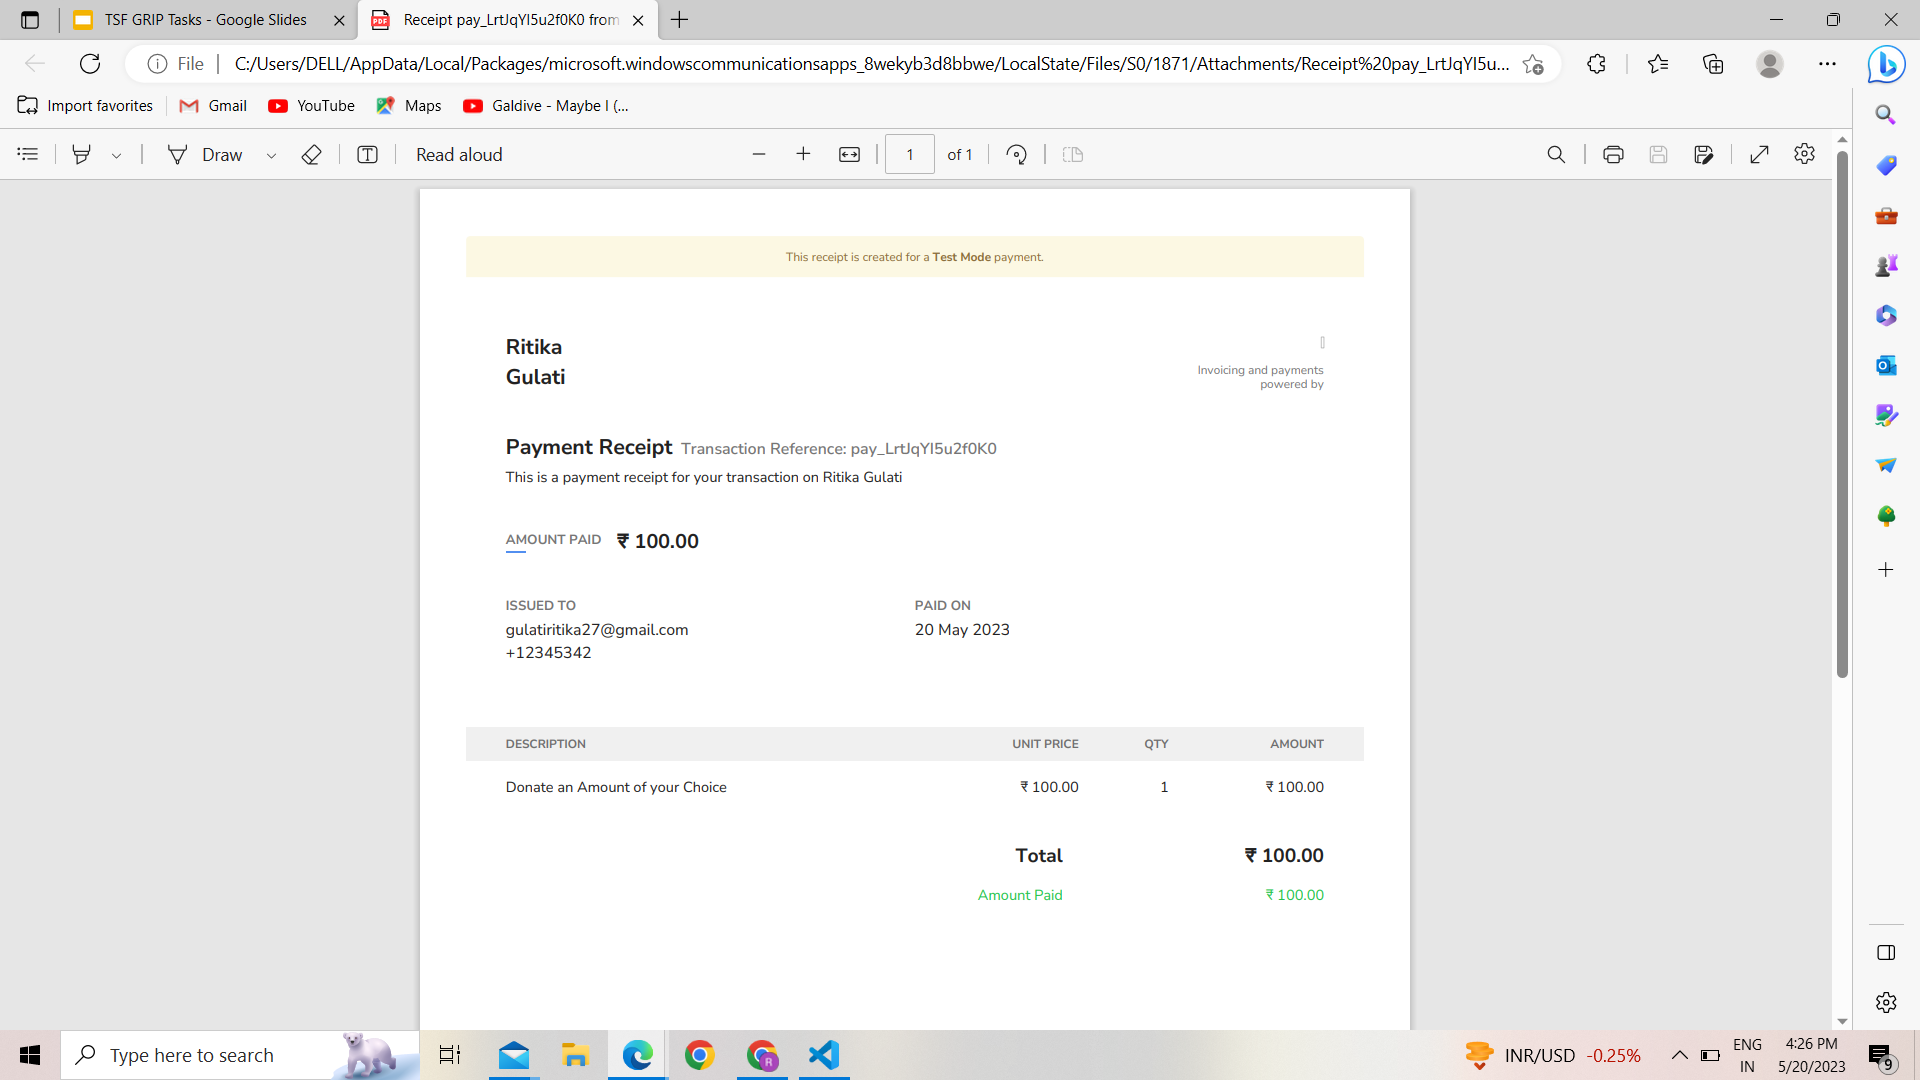 TSF GRIP Tasks - Google Slides
Receipt pay_LrtJqYI5u2f0K0 from
File
C:/Users/DELL/AppData/Local/Packages/microsoft.windowscommunicationsapps_8wekyb3d8bbwe/LocalState/Files/S0/1871/Attachments/Receipt%20pay_LrtJqYI5u...
Import favorites
Gmail
YouTube
Maps
Galdive - Maybe I (...
Draw
Read aloud
1
of 1
This receipt is created for a Test Mode payment.
Ritika
Gulati
Invoicing and payments
powered by
Payment Receipt Transaction Reference: pay_LrtJqYI5u2f0K0
This is a payment receipt for your transaction on Ritika Gulati
AMOUNT PAID ₹ 100.00
ISSUED TO
gulatiritika27@gmail.com
+12345342
PAID ON
20 May 2023
DESCRIPTION UNIT PRICE QTY AMOUNT
Donate an Amount of your Choice ₹ 100.00 1 ₹ 100.00
Total ₹ 100.00
Amount Paid ₹ 100.00
Type here to search
INR/USD -0.25%
ENG
IN
4:26 PM
5/20/2023
9